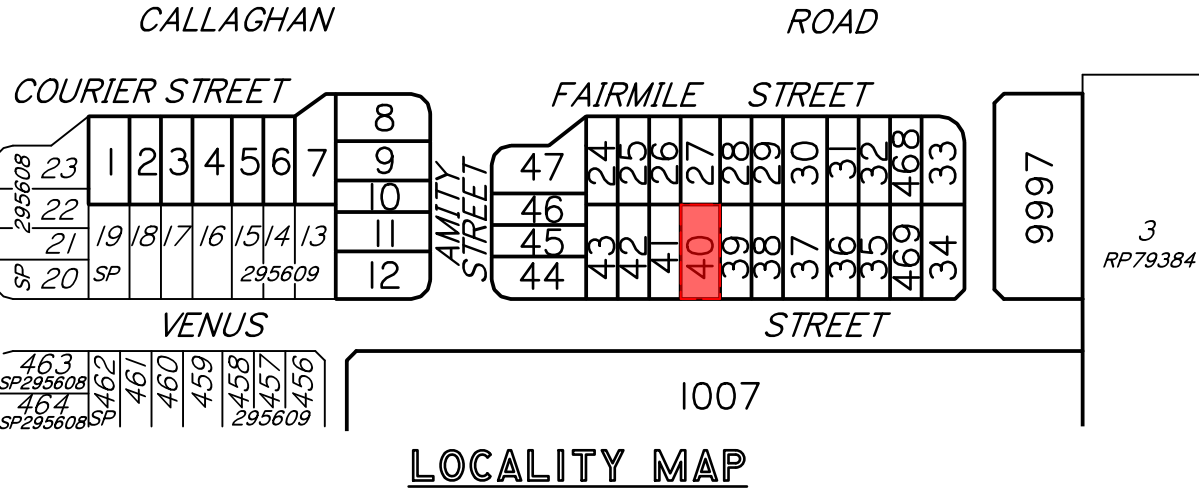 CALLAGHAN ROAD
COURIER STREET FAIRMILE STREET
8
1 2 3 4 5 6 7
9
10
11
12
23
22
21
20
SP 295608
19 18 17 16 15 14 13
SP 295609
AMITY
STREET
47
46
45
44
24 25 26 27 28 29 30 31 32 468 33
43 42 41 40 39 38 37 36 35 469 34
9997
3
RP79384
VENUS STREET
463
SP295608
464
SP295608
462 461 460 459 458 457 456
SP 295609
1007
LOCALITY MAP